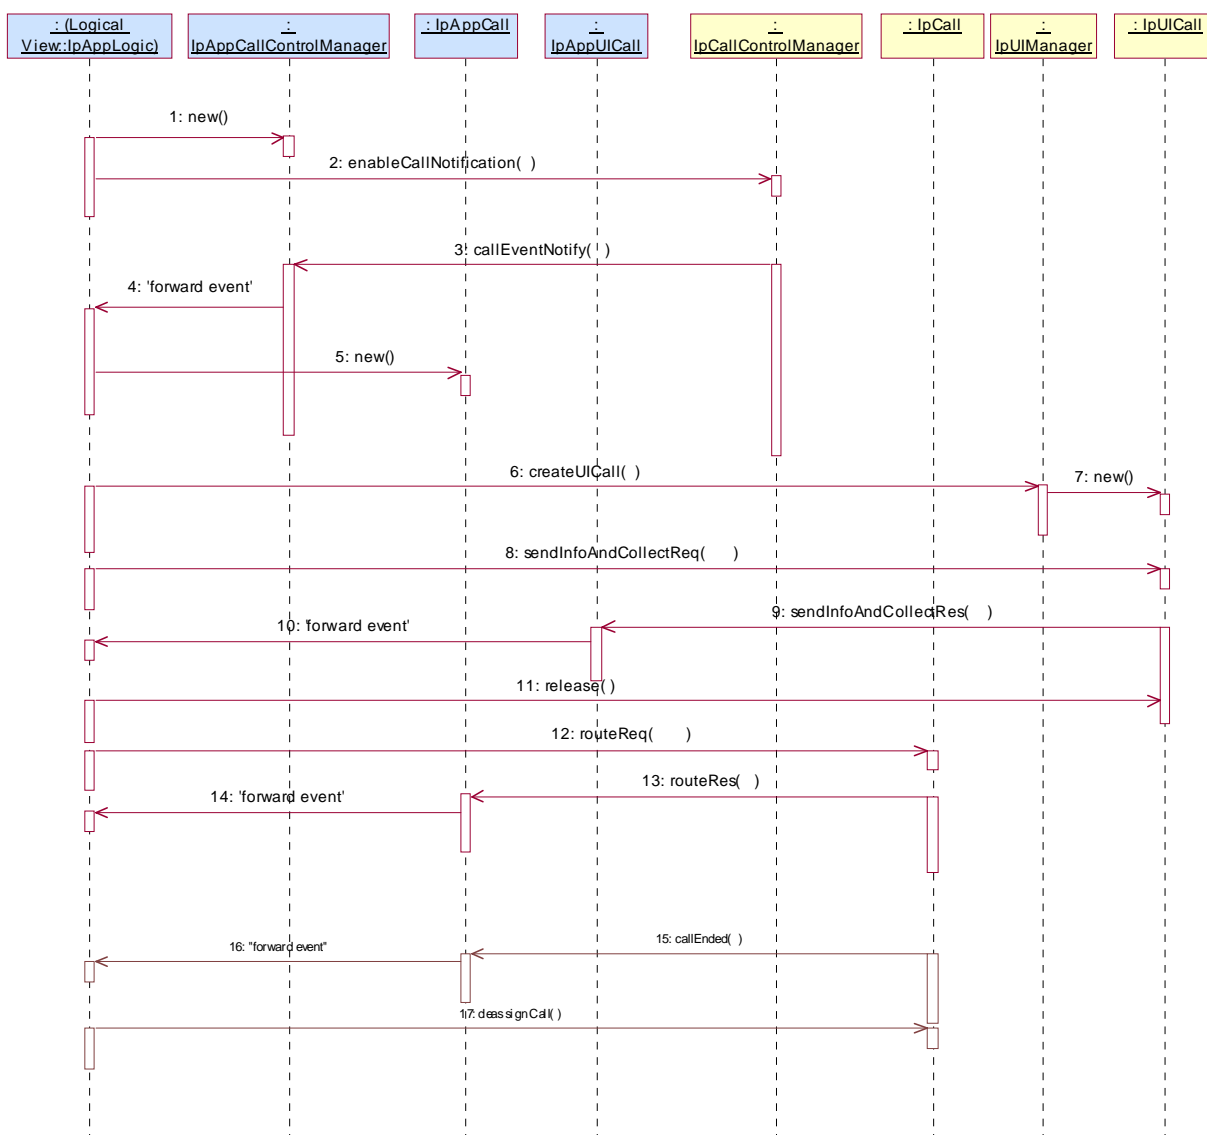 : (Logical
View::IpAppLogic)
:
IpAppCallControlManager
: IpAppCall
:
IpAppUICall
:
IpCallControlManager
: IpCall
:
IpUIManager
: IpUICall
1: new()
2: enableCallNotification( )
3: callEventNotify( )
4: 'forward event'
5: new()
6: createUICall( )
7: new()
8: sendInfoAndCollectReq( )
9: sendInfoAndCollectRes( )
10: 'forward event'
11: release( )
12: routeReq( )
13: routeRes( )
14: 'forward event'
15: callEnded( )
16: "forward event"
17: deassignCall( )